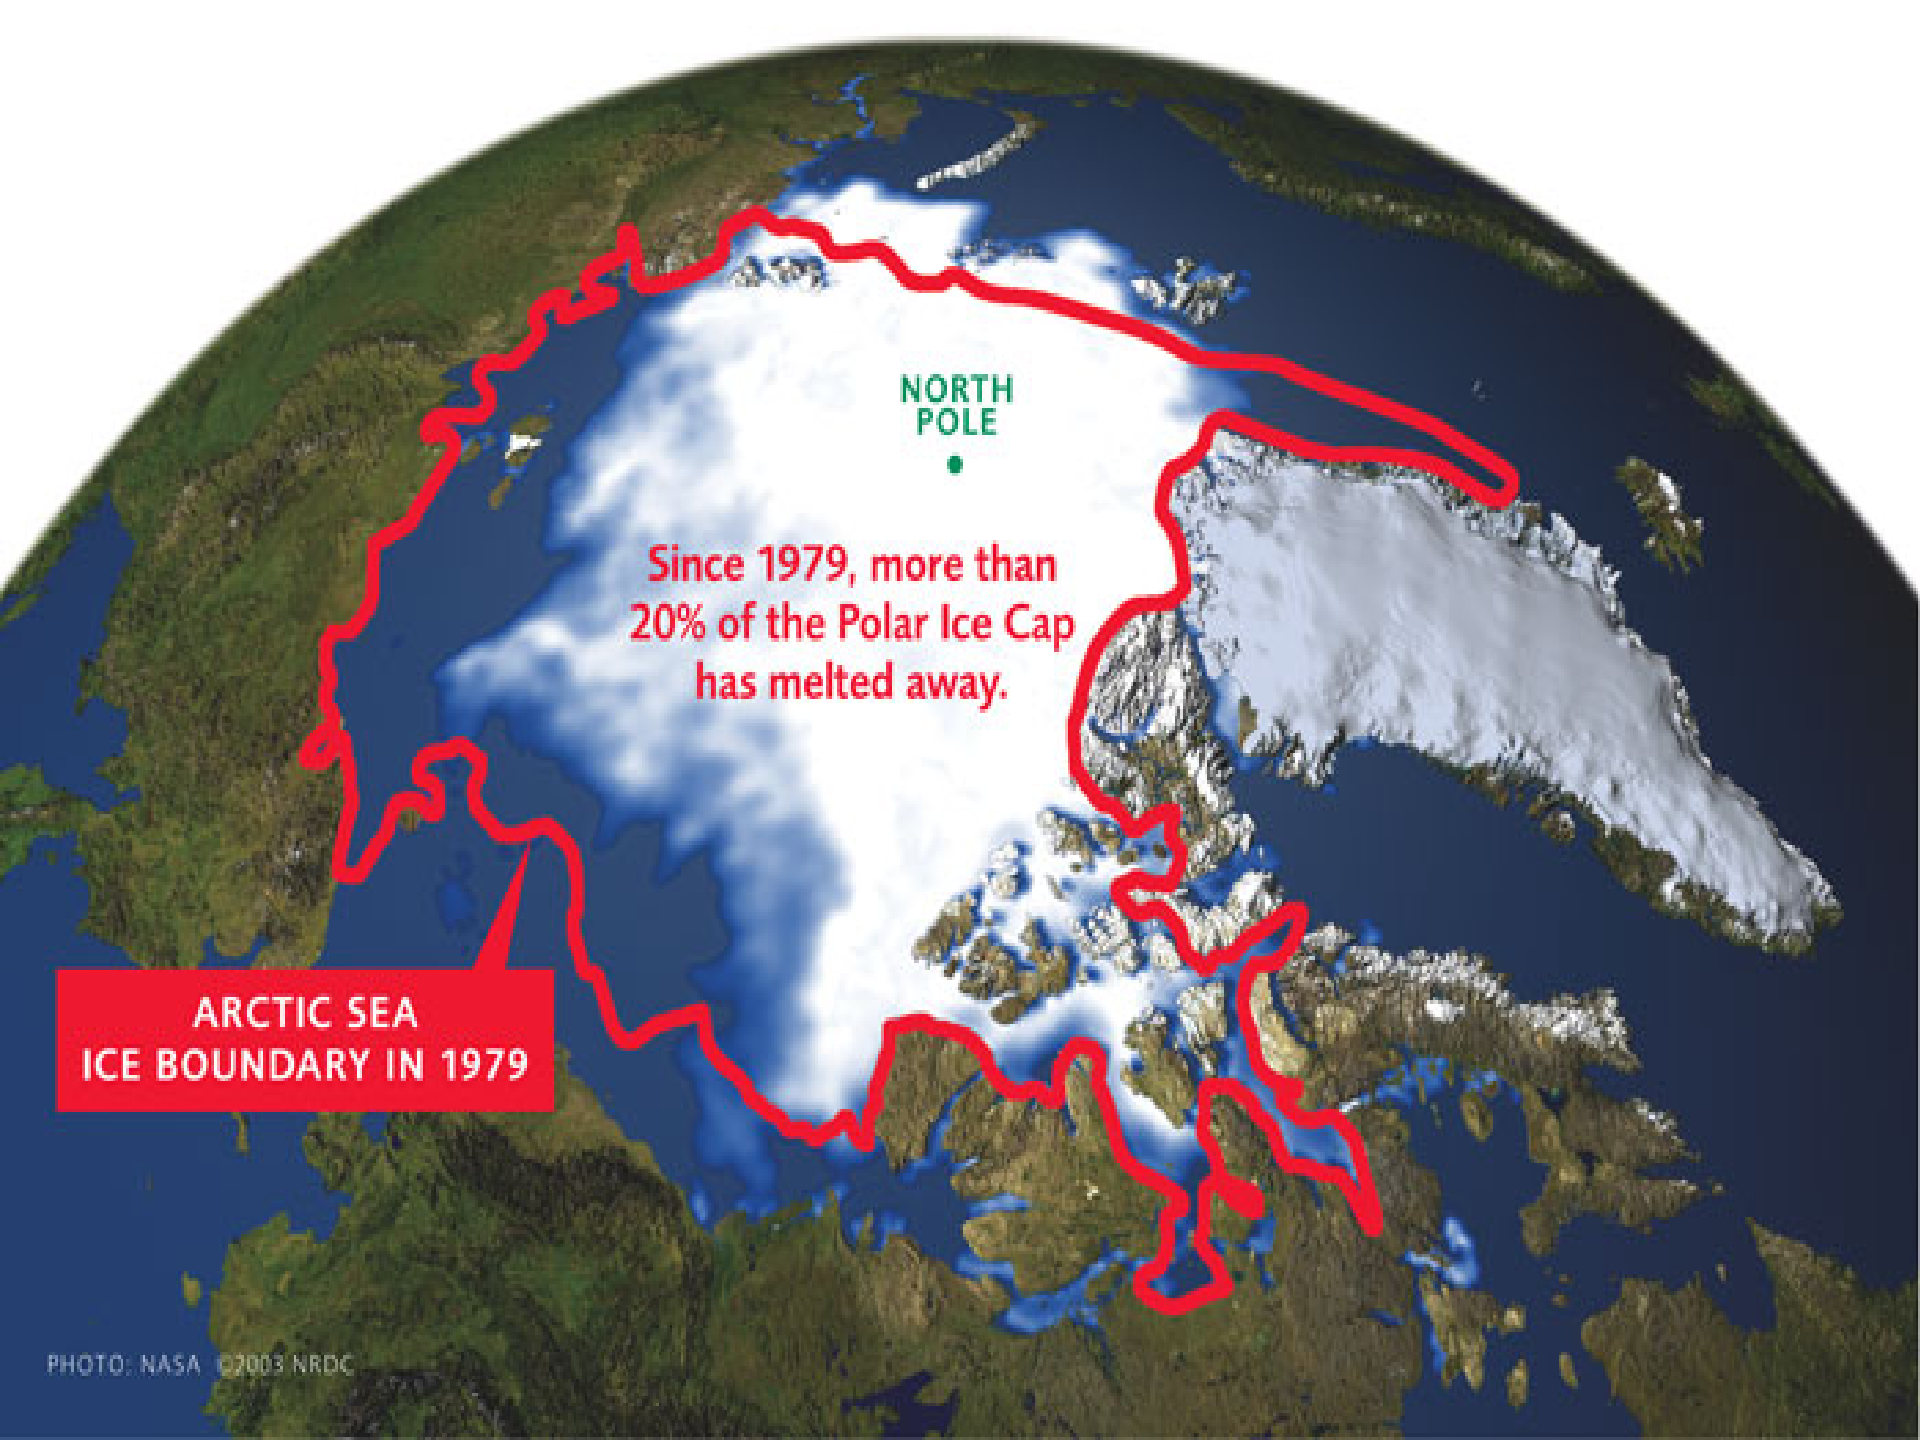 NORTH
POLE
Since 1979, more than
20% of the Polar Ice Cap
has melted away.
ARCTIC SEA
ICE BOUNDARY IN 1979
PHOTO: NASA ©2003 NRDC